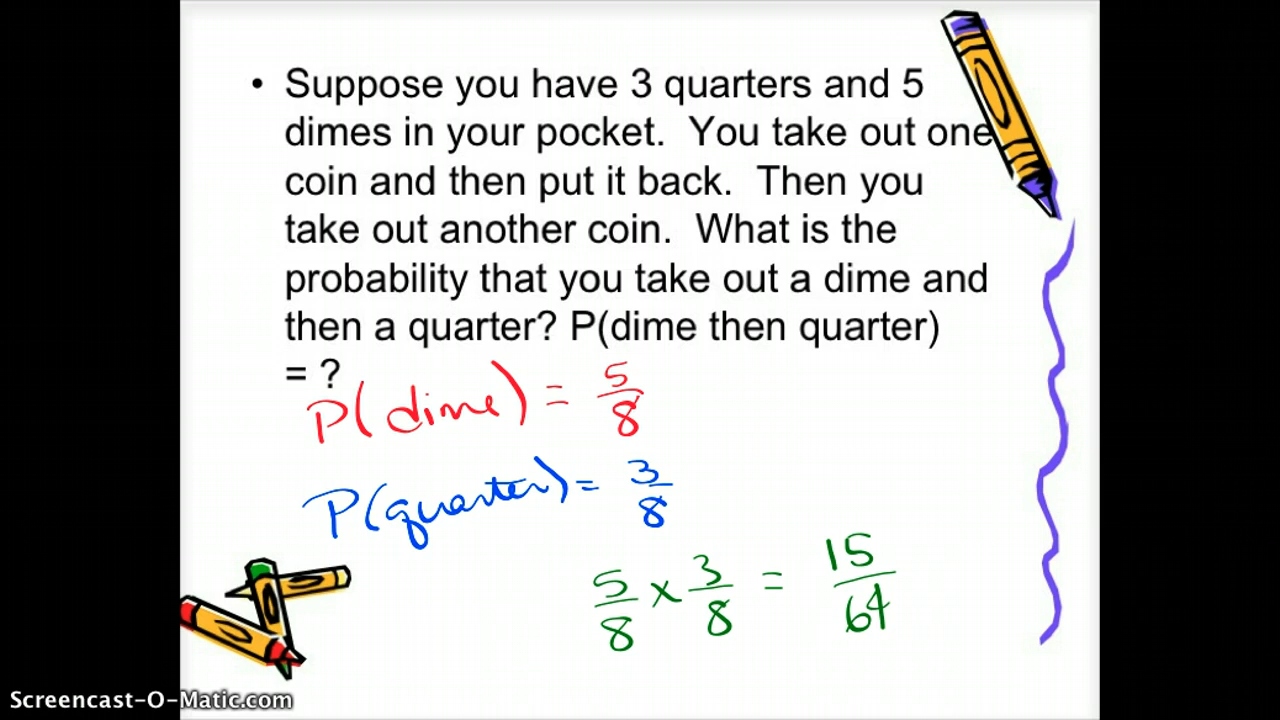 • Suppose you have 3 quarters and 5
dimes in your pocket. You take out one
coin and then put it back. Then you
take out another coin. What is the
probability that you take out a dime and
then a quarter? P(dime then quarter)
= ?
P(dime) = 5/8
P(quarter) = 3/8
5/8 x 3/8 = 15/64
Screencast-O-Matic.com